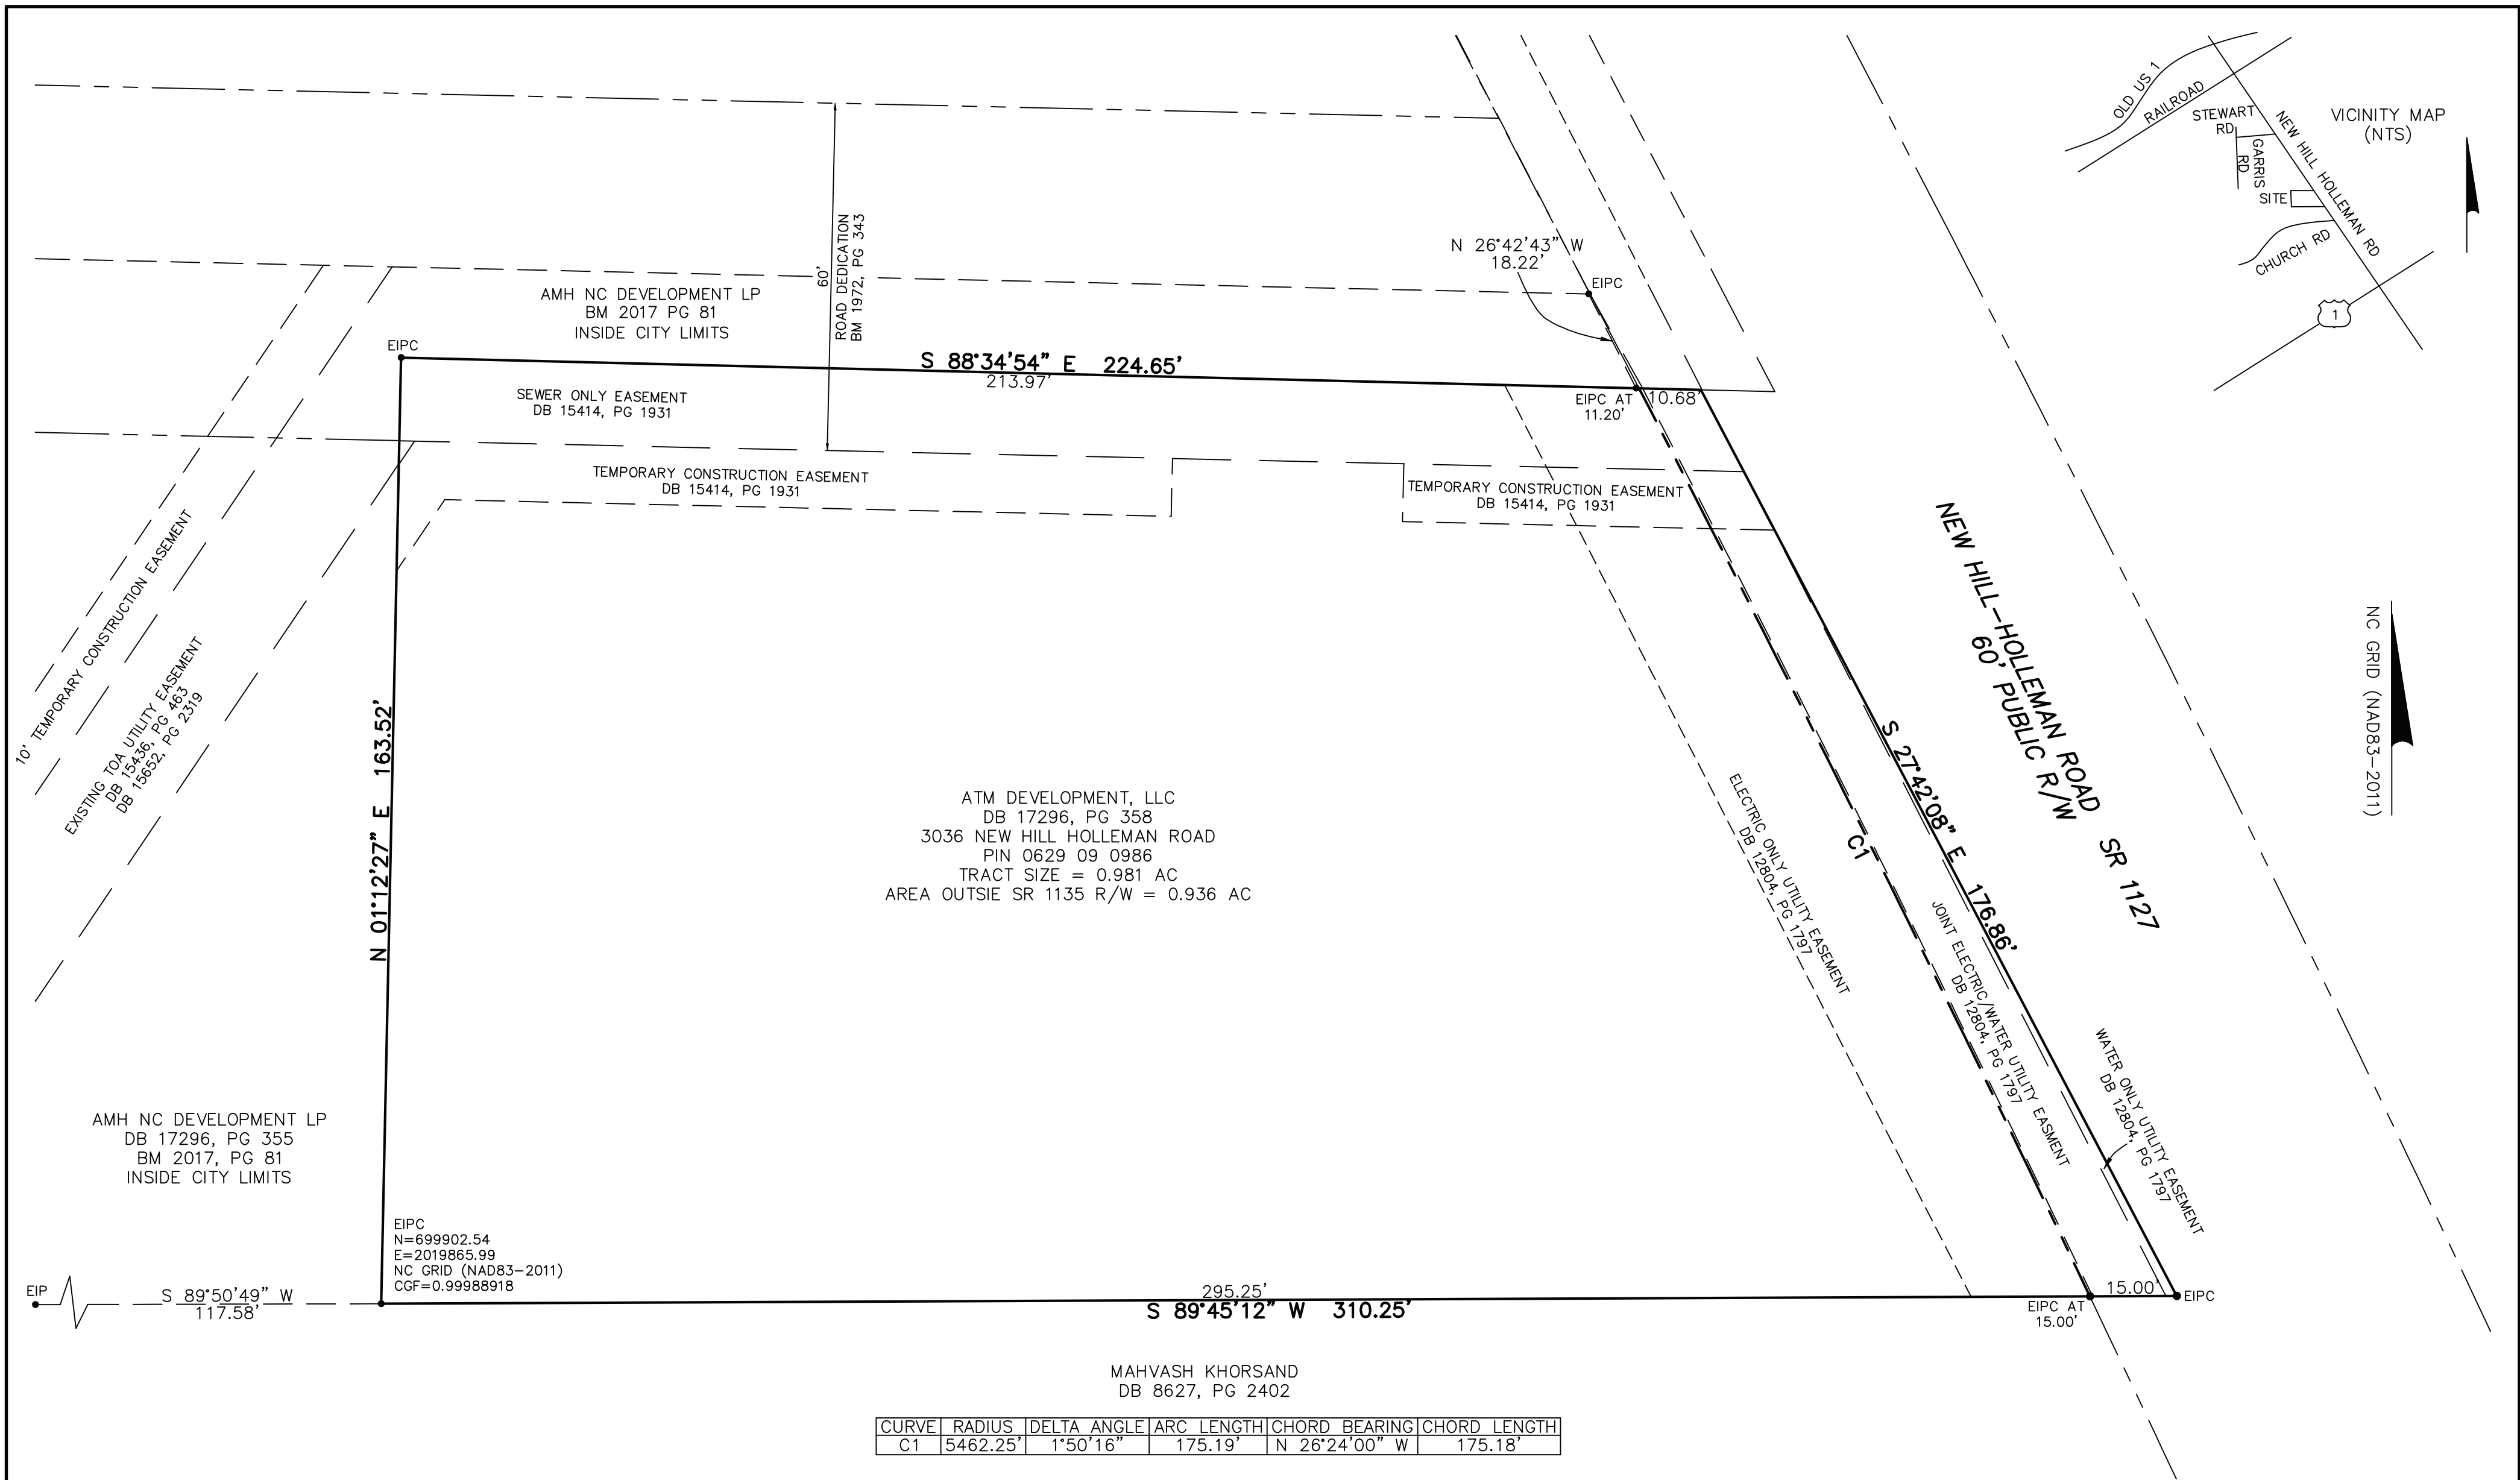 OLD US 1
RAILROAD
STEWART
RD
GARRIS
RD
SITE
NEW HILL HOLLEMAN RD
CHURCH RD
1
VICINITY MAP
(NTS)
N 26°42'43" W
18.22'
EIPC
ROAD DEDICATION
BM 1972, PG 343
60'
AMH NC DEVELOPMENT LP
BM 2017 PG 81
INSIDE CITY LIMITS
EIPC
S 88°34'54" E 224.65'
213.97'
EIPC AT
11.20'
10.68'
SEWER ONLY EASEMENT
DB 15414, PG 1931
TEMPORARY CONSTRUCTION EASEMENT
DB 15414, PG 1931
TEMPORARY CONSTRUCTION EASEMENT
DB 15414, PG 1931
10' TEMPORARY CONSTRUCTION EASEMENT
EXISTING TOA UTILITY EASEMENT
DB 15436, PG 463
DB 15652, PG 2319
N 01°12'27" E 163.52'
NEW HILL-HOLLEMAN ROAD SR 1127
60' PUBLIC R/W
NC GRID (NAD83-2011)
ATM DEVELOPMENT, LLC
DB 17296, PG 358
3036 NEW HILL HOLLEMAN ROAD
PIN 0629 09 0986
TRACT SIZE = 0.981 AC
AREA OUTSIE SR 1135 R/W = 0.936 AC
S 27°42'08" E 176.86'
C1
ELECTRIC ONLY UTILITY EASEMENT
DB 12804, PG 1797
JOINT ELECTRIC/WATER UTILITY EASMENT
DB 12804, PG 1797
WATER ONLY UTILITY EASEMENT
DB 12804, PG 1797
AMH NC DEVELOPMENT LP
DB 17296, PG 355
BM 2017, PG 81
INSIDE CITY LIMITS
EIPC
N=699902.54
E=2019865.99
NC GRID (NAD83-2011)
CGF=0.99988918
EIP
S 89°50'49" W
117.58'
295.25'
S 89°45'12" W 310.25'
15.00'
EIPC
EIPC AT
15.00'
MAHVASH KHORSAND
DB 8627, PG 2402
CURVE RADIUS DELTA ANGLE ARC LENGTH CHORD BEARING CHORD LENGTH
C1 5462.25' 1°50'16" 175.19' N 26°24'00" W 175.18'